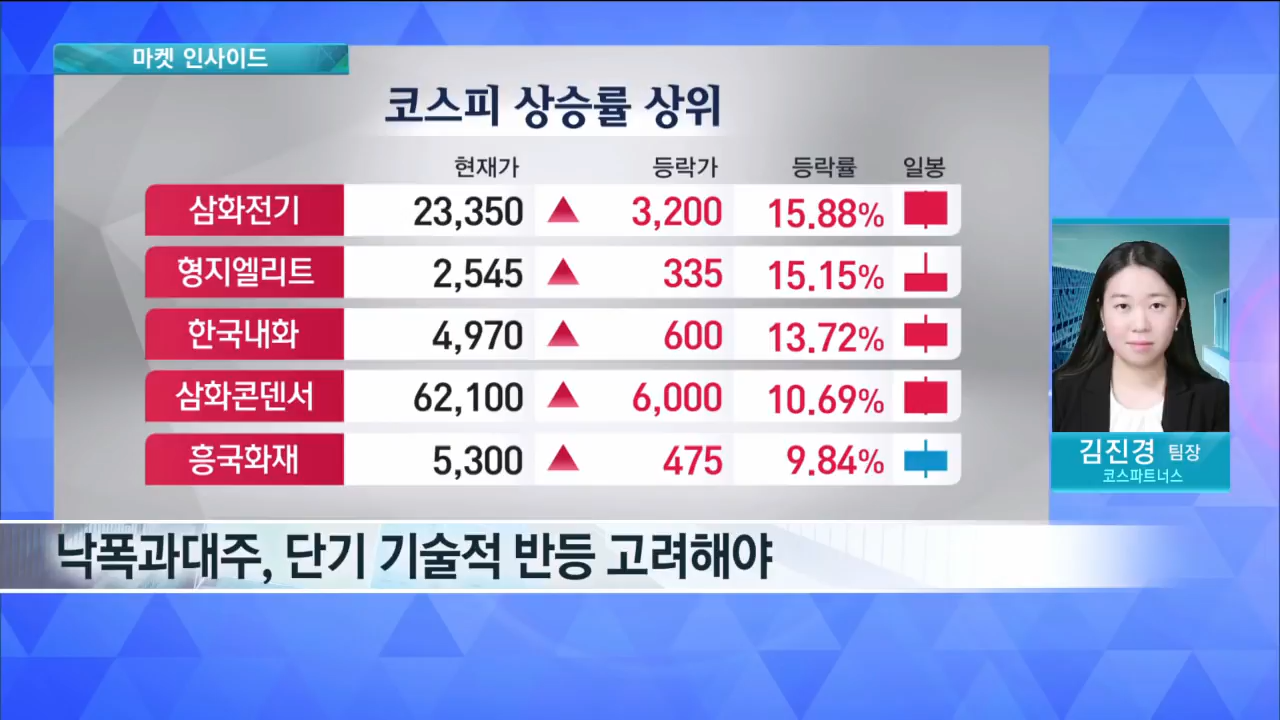 마켓 인사이드
코스피 상승률 상위
현재가 등락가 등락률 일봉
삼화전기 23,350 ▲ 3,200 15.88%
형지엘리트 2,545 ▲ 335 15.15%
한국내화 4,970 ▲ 600 13.72%
삼화콘덴서 62,100 ▲ 6,000 10.69%
흥국화재 5,300 ▲ 475 9.84%
김진경 팀장
코스파트너스
낙폭과대주, 단기 기술적 반등 고려해야